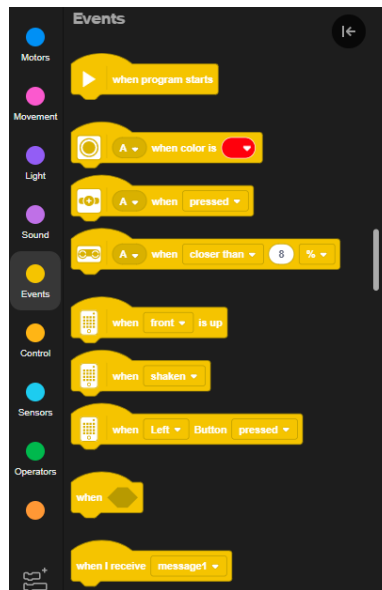 Events
Motors
Movement
Light
Sound
Events
Control
Sensors
Operators
when program starts
A when color is
A when pressed
A when closer than 8 %
when front is up
when shaken
when Left Button pressed
when
when I receive message1